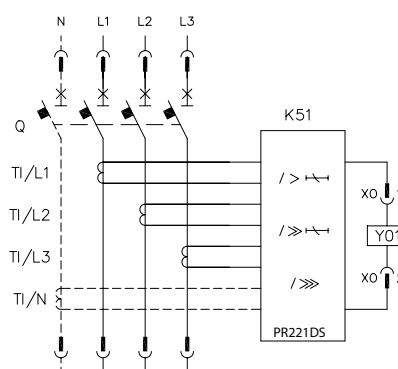 N L1 L2 L3
Q
K51
TI/L1
/ >
X0
TI/L2
/ >>
Y01
TI/L3
X0
/ >>>
TI/N
PR221DS